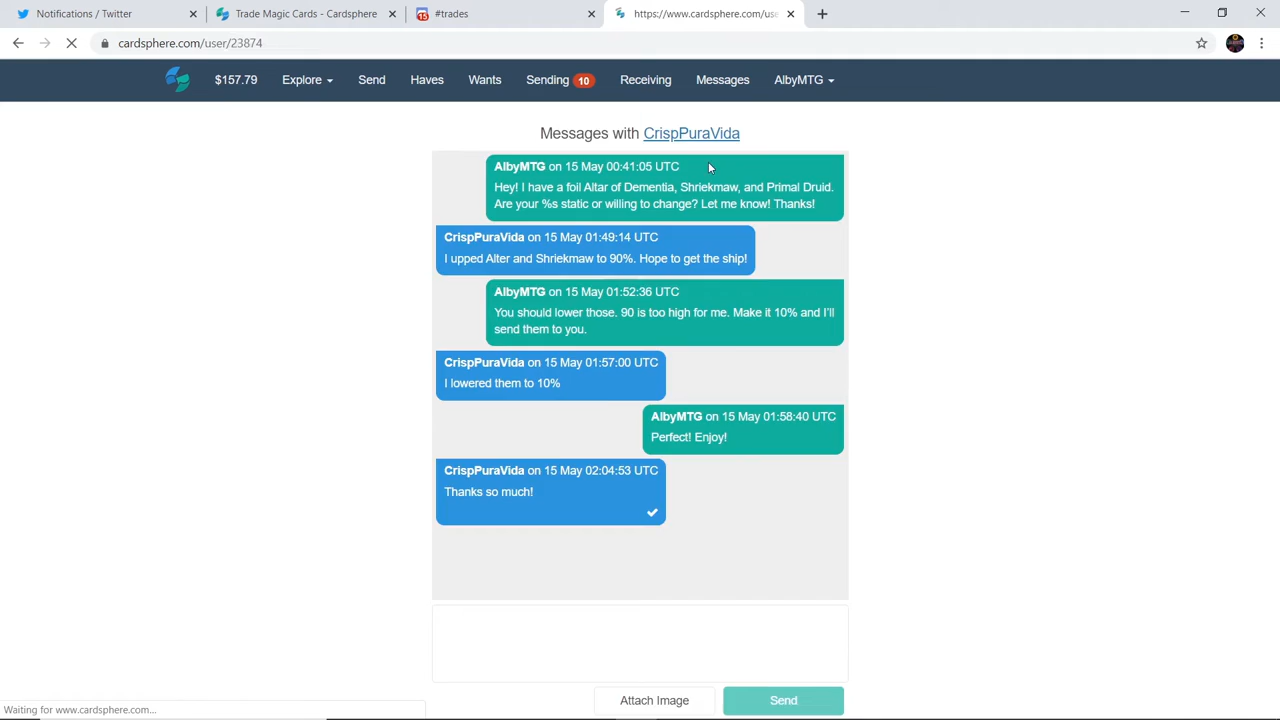 Notifications / Twitter
Trade Magic Cards - Cardsphere
15
#trades
https://www.cardsphere.com/use
cardsphere.com/user/23874
$157.79 Explore Send Haves Wants Sending 10 Receiving Messages AlbyMTG
Messages with CrispPuraVida
AlbyMTG on 15 May 00:41:05 UTC
Hey! I have a foil Altar of Dementia, Shriekmaw, and Primal Druid.
Are your %s static or willing to change? Let me know! Thanks!
CrispPuraVida on 15 May 01:49:14 UTC
I upped Alter and Shriekmaw to 90%. Hope to get the ship!
AlbyMTG on 15 May 01:52:36 UTC
You should lower those. 90 is too high for me. Make it 10% and I'll
send them to you.
CrispPuraVida on 15 May 01:57:00 UTC
I lowered them to 10%
AlbyMTG on 15 May 01:58:40 UTC
Perfect! Enjoy!
CrispPuraVida on 15 May 02:04:53 UTC
Thanks so much!
Attach Image
Send
Waiting for www.cardsphere.com...